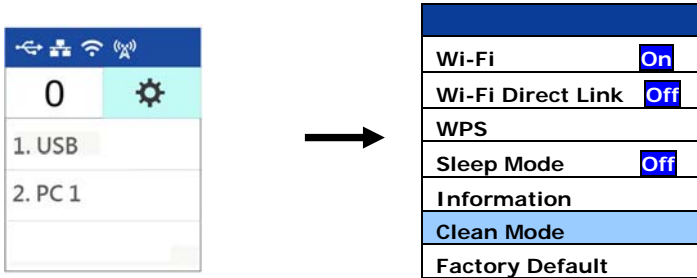 0
1. USB
2. PC 1
Wi-Fi On
Wi-Fi Direct Link Off
WPS
Sleep Mode Off
Information
Clean Mode
Factory Default